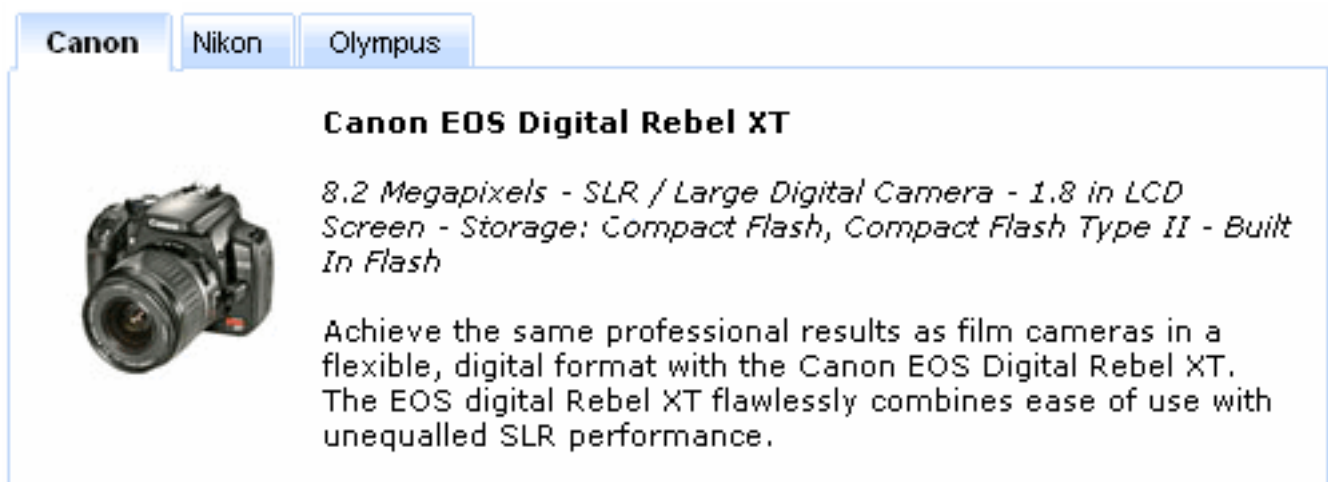 Canon Nikon Olympus
Canon EOS Digital Rebel XT
8.2 Megapixels - SLR / Large Digital Camera - 1.8 in LCD
Screen - Storage: Compact Flash, Compact Flash Type II - Built
In Flash
Achieve the same professional results as film cameras in a
flexible, digital format with the Canon EOS Digital Rebel XT.
The EOS digital Rebel XT flawlessly combines ease of use with
unequalled SLR performance.